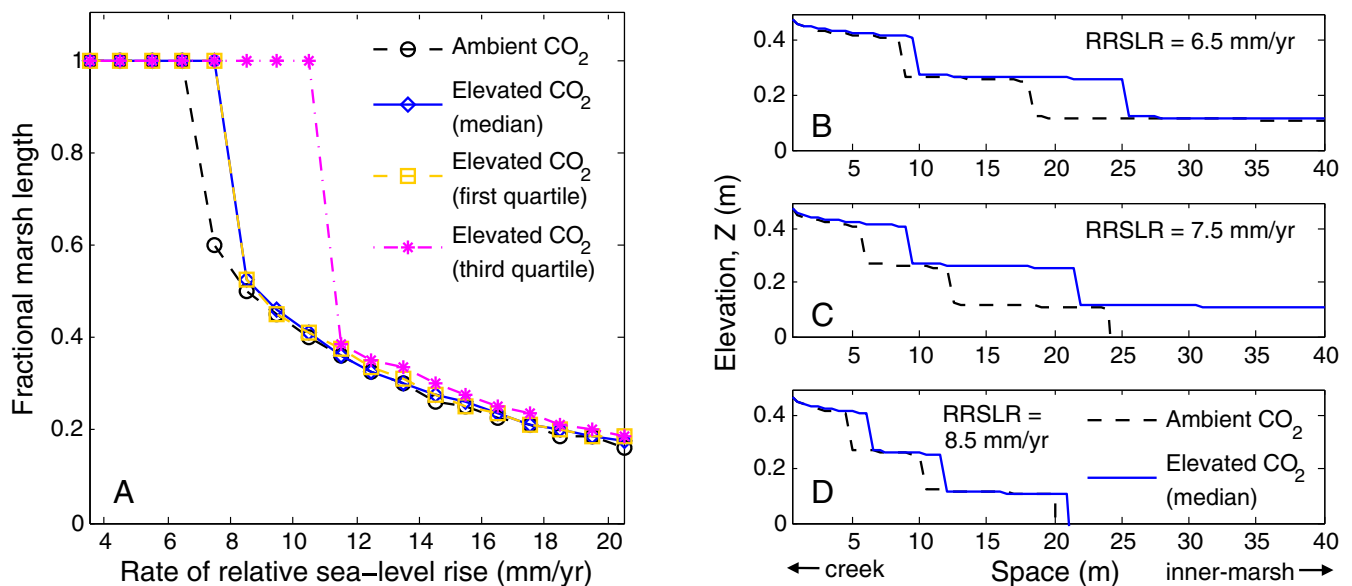 Fractional marsh length
1
0.8
0.6
0.4
0.2
0
4 6 8 10 12 14 16 18 20
Rate of relative sea-level rise (mm/yr)
A
Ambient CO2
Elevated CO2
(median)
Elevated CO2
(first quartile)
Elevated CO2
(third quartile)
Elevation, Z (m)
0.4
0.2
0
B
RRSLR = 6.5 mm/yr
5 10 15 20 25 30 35 40
0.4
0.2
0
C
RRSLR = 7.5 mm/yr
5 10 15 20 25 30 35 40
0.4
0.2
0
D
RRSLR =
8.5 mm/yr
Ambient CO2
Elevated CO2
(median)
5 10 15 20 25 30 35 40
← creek Space (m) inner-marsh →